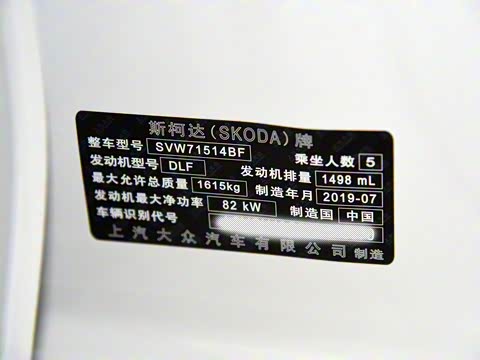 斯柯达(SKODA)牌
整车型号 SVW71514BF 乘坐人数 5
发动机型号 DLF 发动机排量 1498 mL
最大允许总质量 1615kg 制造年月 2019-07
发动机最大净功率 82 kW 制造国 中国
车辆识别代号
上汽大众汽车有限公司 制造